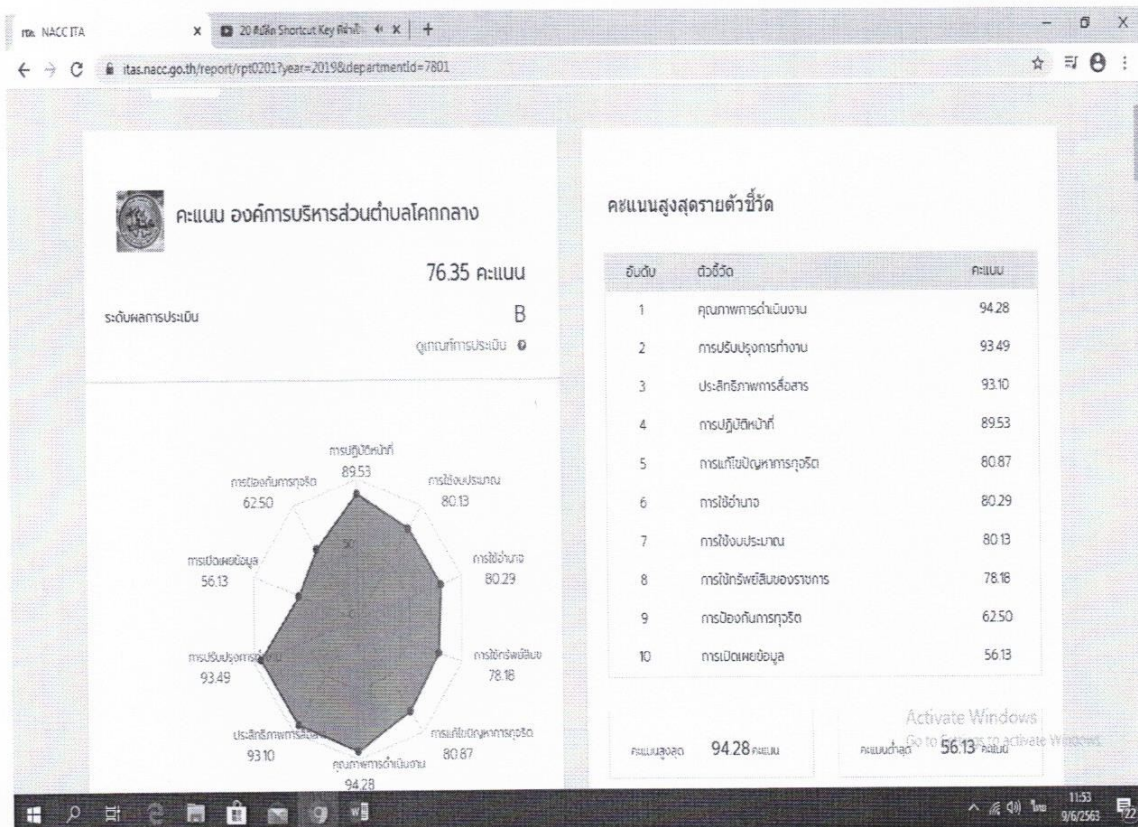 NACC ITA
20 คีย์ลัด Shortcut Key
itas.nacc.go.th/report/rpt0201?year=2019&departmentId=7801
คะแนน องค์การบริหารส่วนตำบลโคกกลาง
76.35 คะแนน
ระดับผลการประเมิน B
ดูเกณฑ์การประเมิน
การปฏิบัติหน้าที่
89.53
การใช้งบประมาณ
80.13
การใช้อำนาจ
80.29
การใช้ทรัพย์สินข
78.18
การแก้ไขปัญหาการทุจริต
80.87
คุณภาพการดำเนินงาน
94.28
ประสิทธิภาพการสื่อสาร
93.10
การปรับปรุงการทำงาน
93.49
การเปิดเผยข้อมูล
56.13
การป้องกันการทุจริต
62.50
50
คะแนนสูงสุดรายตัวชี้วัด
อันดับ ตัวชี้วัด คะแนน
1 คุณภาพการดำเนินงาน 94.28
2 การปรับปรุงการทำงาน 93.49
3 ประสิทธิภาพการสื่อสาร 93.10
4 การปฏิบัติหน้าที่ 89.53
5 การแก้ไขปัญหาการทุจริต 80.87
6 การใช้อำนาจ 80.29
7 การใช้งบประมาณ 80.13
8 การใช้ทรัพย์สินของราชการ 78.18
9 การป้องกันการทุจริต 62.50
10 การเปิดเผยข้อมูล 56.13
คะแนนสูงสุด 94.28 คะแนน
คะแนนต่ำสุด 56.13 คะแนน
Activate Windows
Go to Settings to activate Windows.
ไทย
11:53
9/6/2563
22